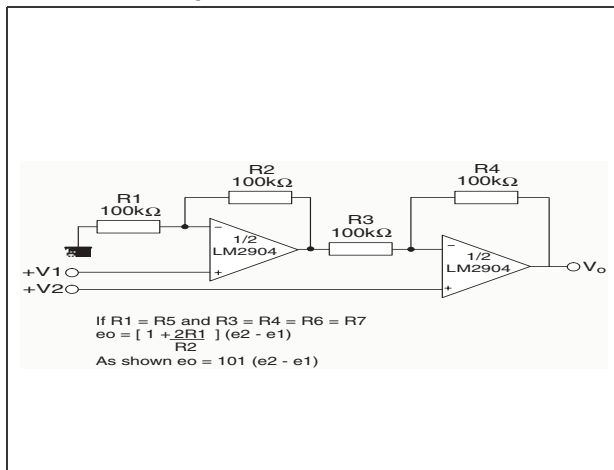 R2
100kΩ
R4
100kΩ
R1
100kΩ
R3
100kΩ
1/2
LM2904
1/2
LM2904
Vo
+V1
+V2
If R1 = R5 and R3 = R4 = R6 = R7
eo = [ 1 + 2R1/R2 ] (e2 - e1)
As shown eo = 101 (e2 - e1)